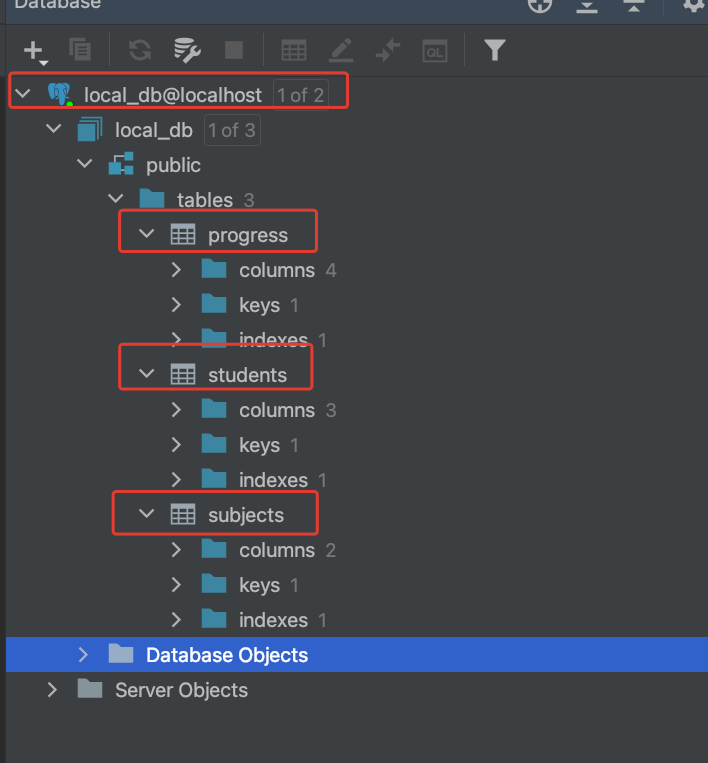 Database
QL
local_db@localhost 1 of 2
local_db 1 of 3
public
tables 3
progress
columns 4
keys 1
indexes 1
students
columns 3
keys 1
indexes 1
subjects
columns 2
keys 1
indexes 1
Database Objects
Server Objects